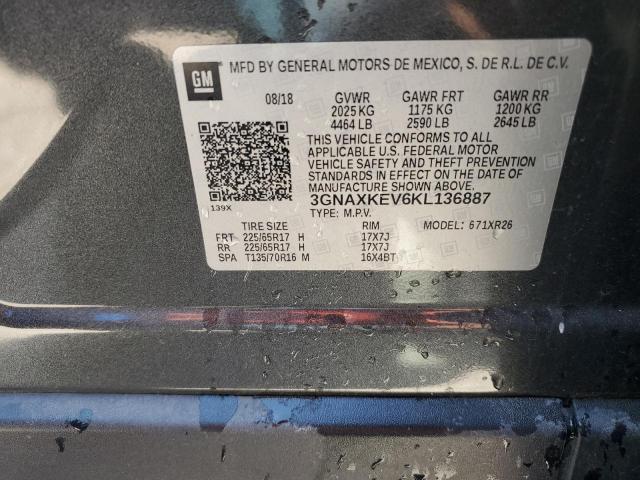 GM
MFD BY GENERAL MOTORS DE MEXICO, S. DE R.L. DE C.V.
08/18 GVWR GAWR FRT GAWR RR
2025 KG 1175 KG 1200 KG
4464 LB 2590 LB 2645 LB
THIS VEHICLE CONFORMS TO ALL
APPLICABLE U.S. FEDERAL MOTOR
VEHICLE SAFETY AND THEFT PREVENTION
STANDARDS IN EFFECT ON THE DATE OF
MANUFACTURE SHOWN ABOVE.
139X 3GNAXKEV6KL136887
TYPE: M.P.V. MODEL: 671XR26
TIRE SIZE RIM
FRT 225/65R17 H 17X7J
RR 225/65R17 H 17X7J
SPA T135/70R16 M 16X4BT